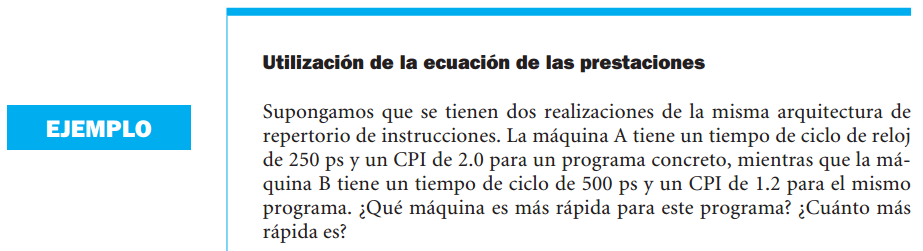 Utilización de la ecuación de las prestaciones
EJEMPLO
Supongamos que se tienen dos realizaciones de la misma arquitectura de
repertorio de instrucciones. La máquina A tiene un tiempo de ciclo de reloj
de 250 ps y un CPI de 2.0 para un programa concreto, mientras que la má-
quina B tiene un tiempo de ciclo de 500 ps y un CPI de 1.2 para el mismo
programa. ¿Qué máquina es más rápida para este programa? ¿Cuánto más
rápida es?